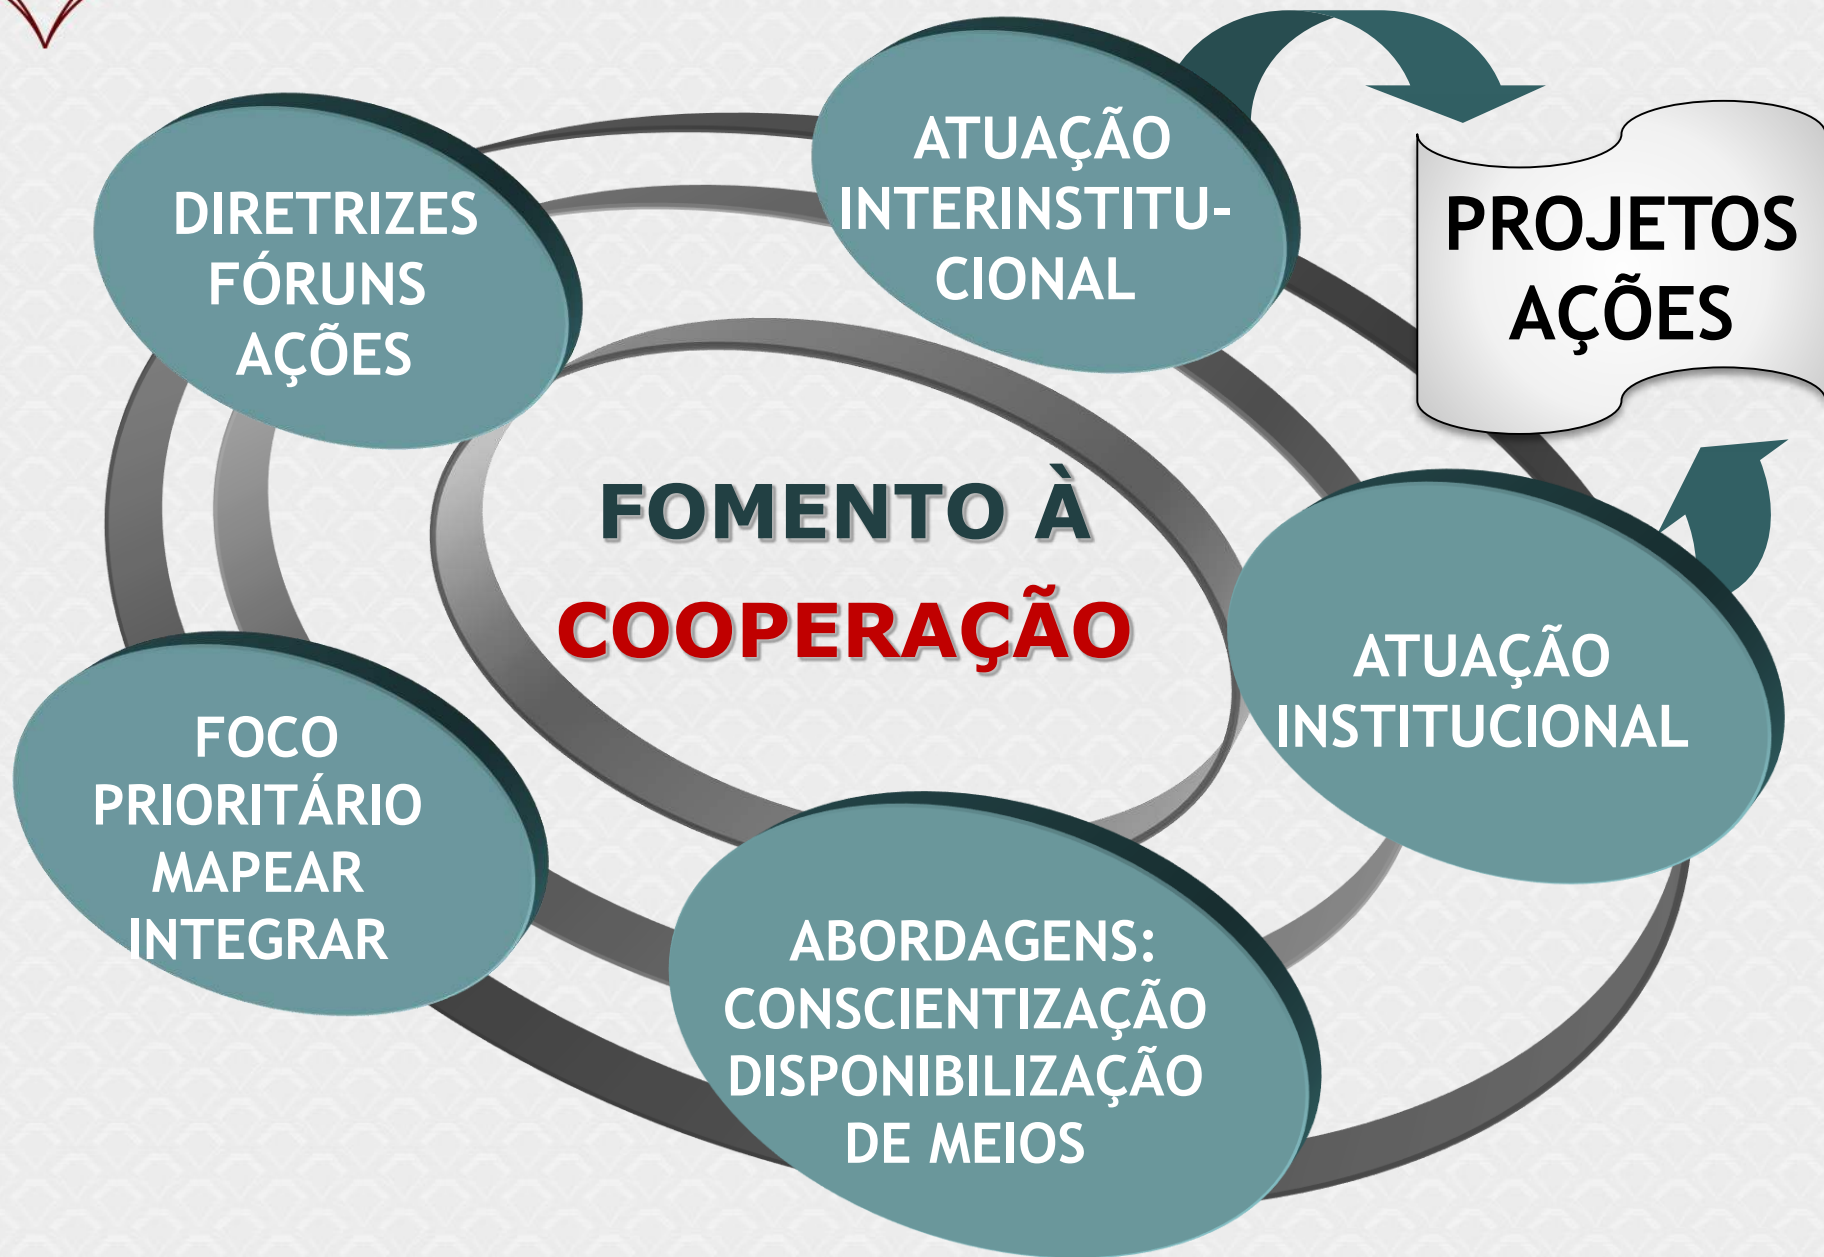 DIRETRIZES
FÓRUNS
AÇÕES
ATUAÇÃO
INTERINSTITU-
CIONAL
PROJETOS
AÇÕES
FOMENTO À
COOPERAÇÃO
ATUAÇÃO
INSTITUCIONAL
FOCO
PRIORITÁRIO
MAPEAR
INTEGRAR
ABORDAGENS:
CONSCIENTIZAÇÃO
DISPONIBILIZAÇÃO
DE MEIOS